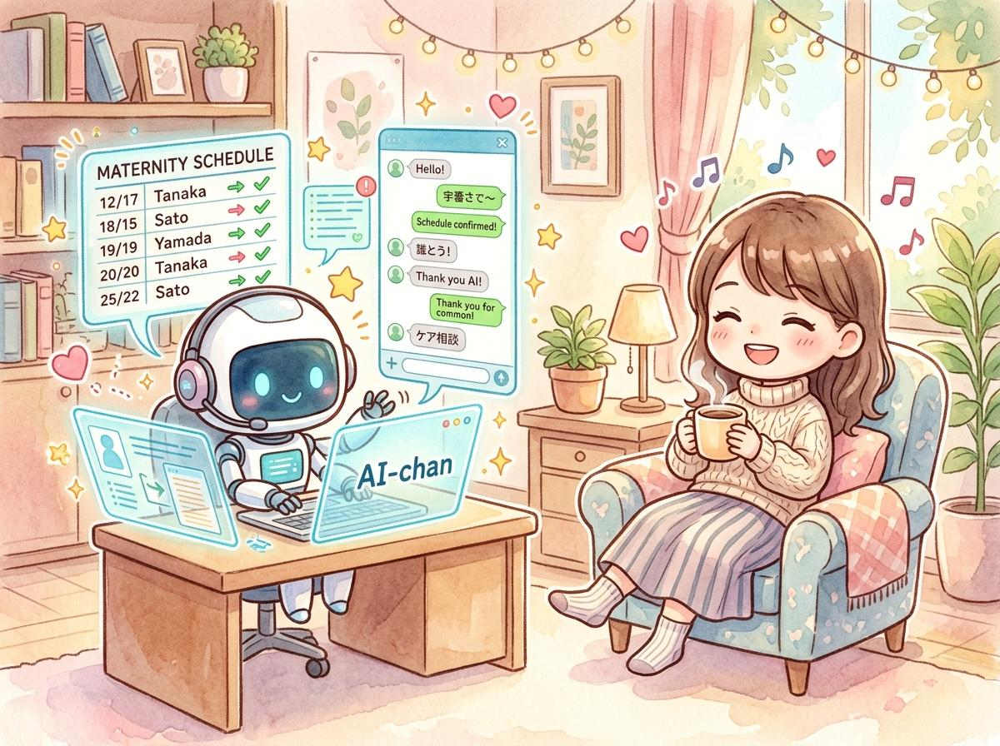 MATERNITY SCHEDULE
12/17 Tanaka → ✓
18/15 Sato → ✓
19/19 Yamada → ✓
20/20 Tanaka → ✓
25/22 Sato → ✓
Hello!
宇蕃さで〜
Schedule confirmed!
誰とう!
Thank you AI!
Thank you for
common!
ケア相談
AI-chan